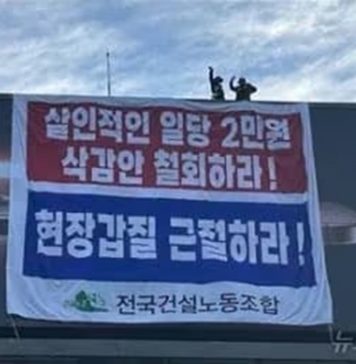 살인적인 일당 2만원
삭감안 철회하라!
현장갑질 근절하라!
전국건설노동조합
뉴